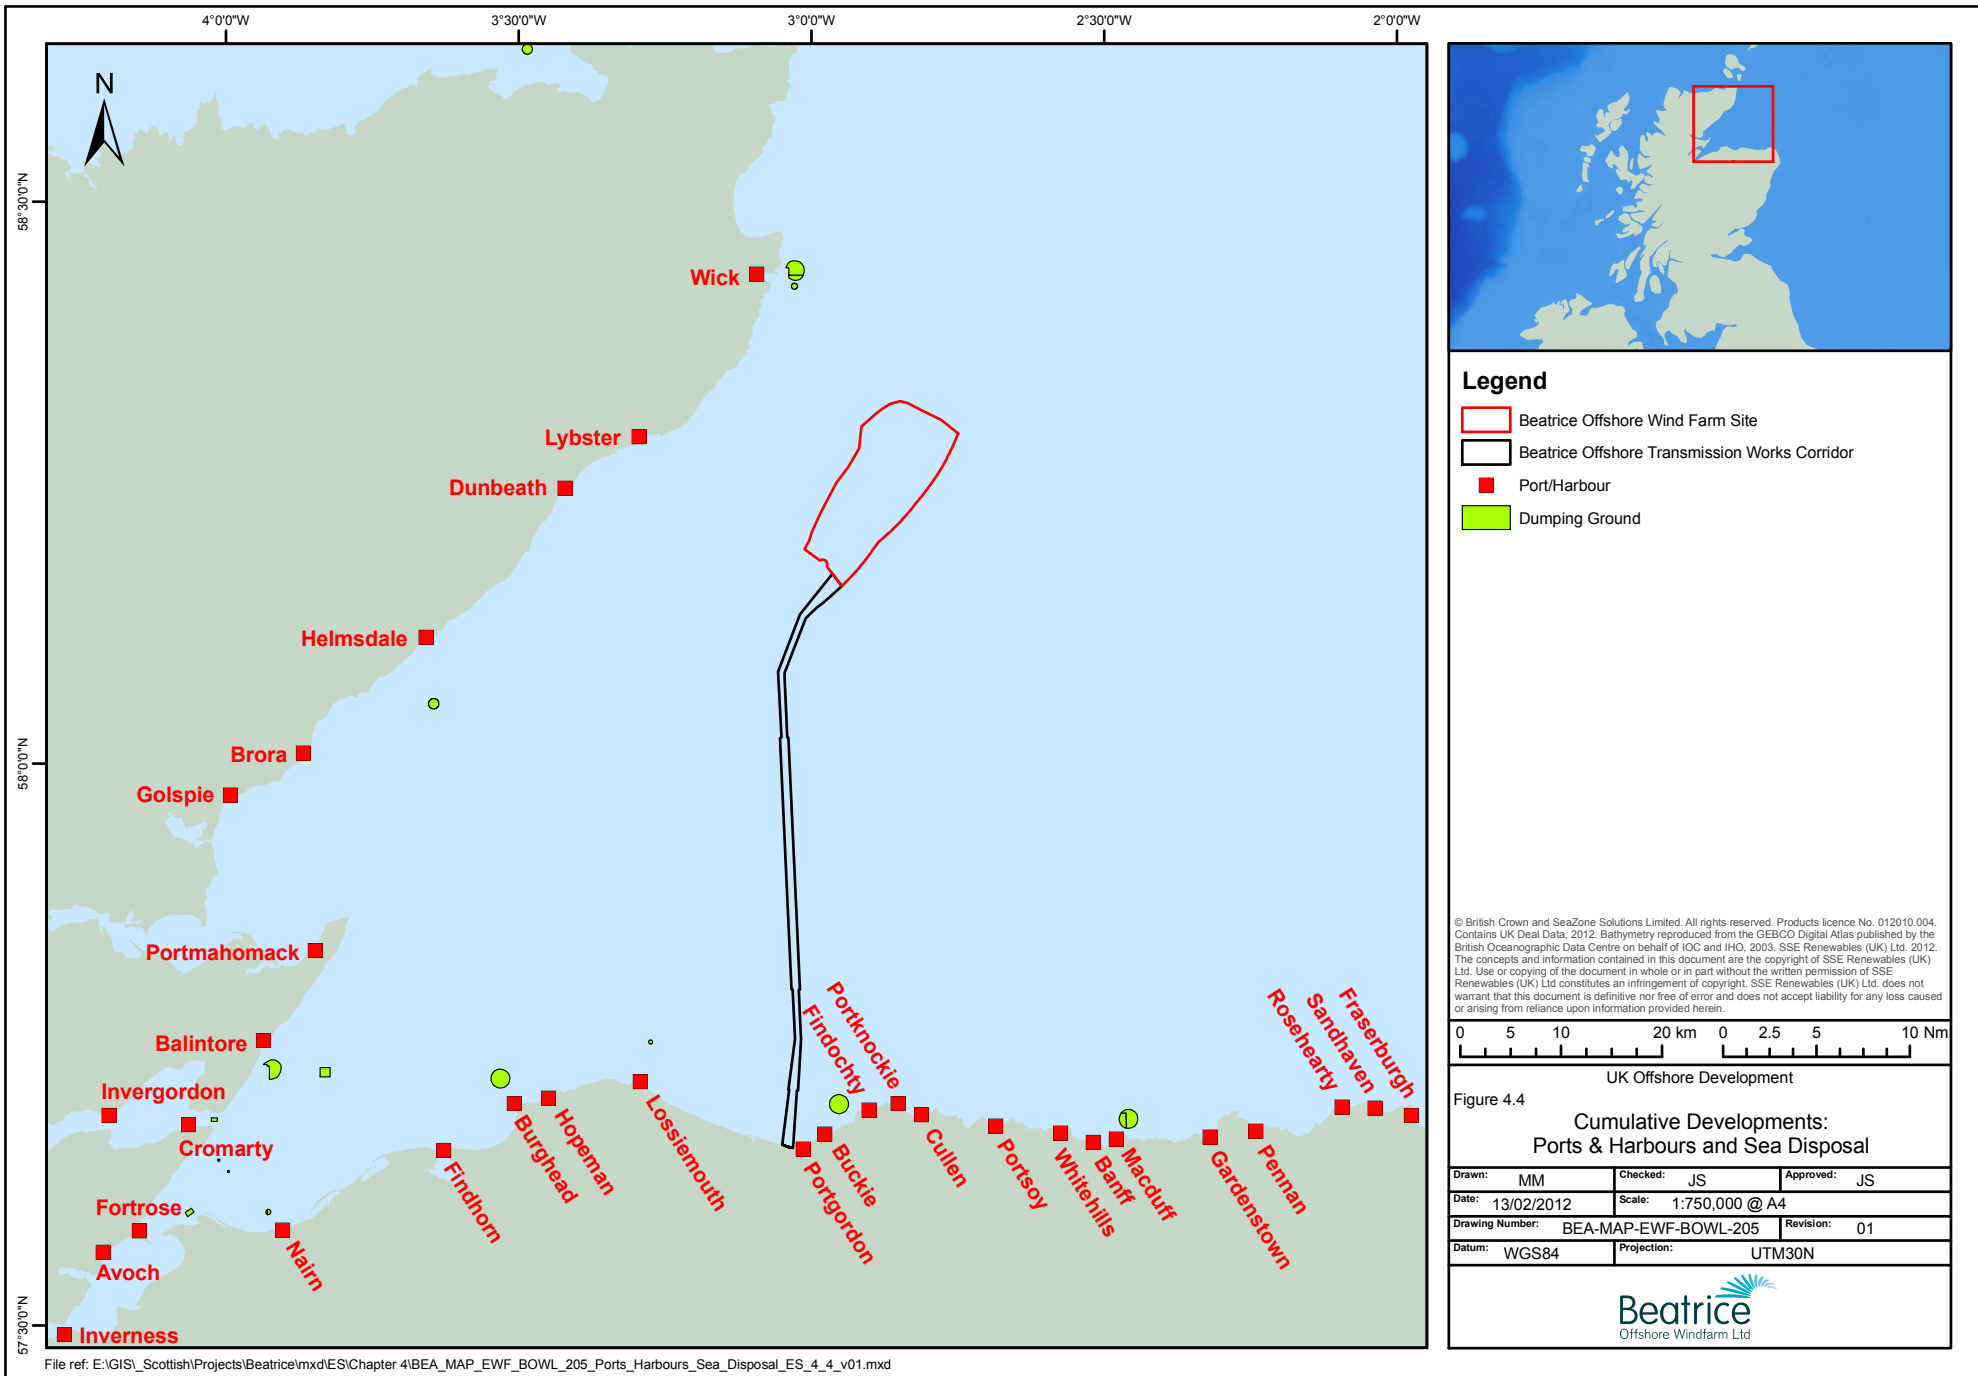 4°0'0"W
3°30'0"W
3°0'0"W
2°30'0"W
2°0'0"W
58°30'0"N
58°0'0"N
57°30'0"N
N
Wick
Lybster
Dunbeath
Helmsdale
Brora
Golspie
Portmahomack
Balintore
Invergordon
Cromarty
Fortrose
Avoch
Inverness
Nairn
Findhorn
Burghead
Hopeman
Lossiemouth
Portgordon
Buckie
Findochty
Portknockie
Cullen
Portsoy
Whitehills
Banff
Macduff
Gardenstown
Pennan
Rosehearty
Sandhaven
Fraserburgh
Legend
Beatrice Offshore Wind Farm Site
Beatrice Offshore Transmission Works Corridor
Port/Harbour
Dumping Ground
© British Crown and SeaZone Solutions Limited. All rights reserved. Products licence No. 012010.004.
Contains UK Deal Data, 2012. Bathymetry reproduced from the GEBCO Digital Atlas published by the
British Oceanographic Data Centre on behalf of IOC and IHO, 2003. SSE Renewables (UK) Ltd. 2012.
The concepts and information contained in this document are the copyright of SSE Renewables (UK)
Ltd. Use or copying of the document in whole or in part without the written permission of SSE
Renewables (UK) Ltd constitutes an infringement of copyright. SSE Renewables (UK) Ltd. does not
warrant that this document is definitive nor free of error and does not accept liability for any loss caused
or arising from reliance upon information provided herein.
0 5 10 20 km 0 2.5 5 10 Nm
UK Offshore Development
Figure 4.4
Cumulative Developments:
Ports & Harbours and Sea Disposal
Drawn: MM Checked: JS Approved: JS
Date: 13/02/2012 Scale: 1:750,000 @ A4
Drawing Number: BEA-MAP-EWF-BOWL-205 Revision: 01
Datum: WGS84 Projection: UTM30N
Beatrice
Offshore Windfarm Ltd
File ref: E:\GIS\_Scottish\Projects\Beatrice\mxd\ES\Chapter 4\BEA_MAP_EWF_BOWL_205_Ports_Harbours_Sea_Disposal_ES_4_4_v01.mxd